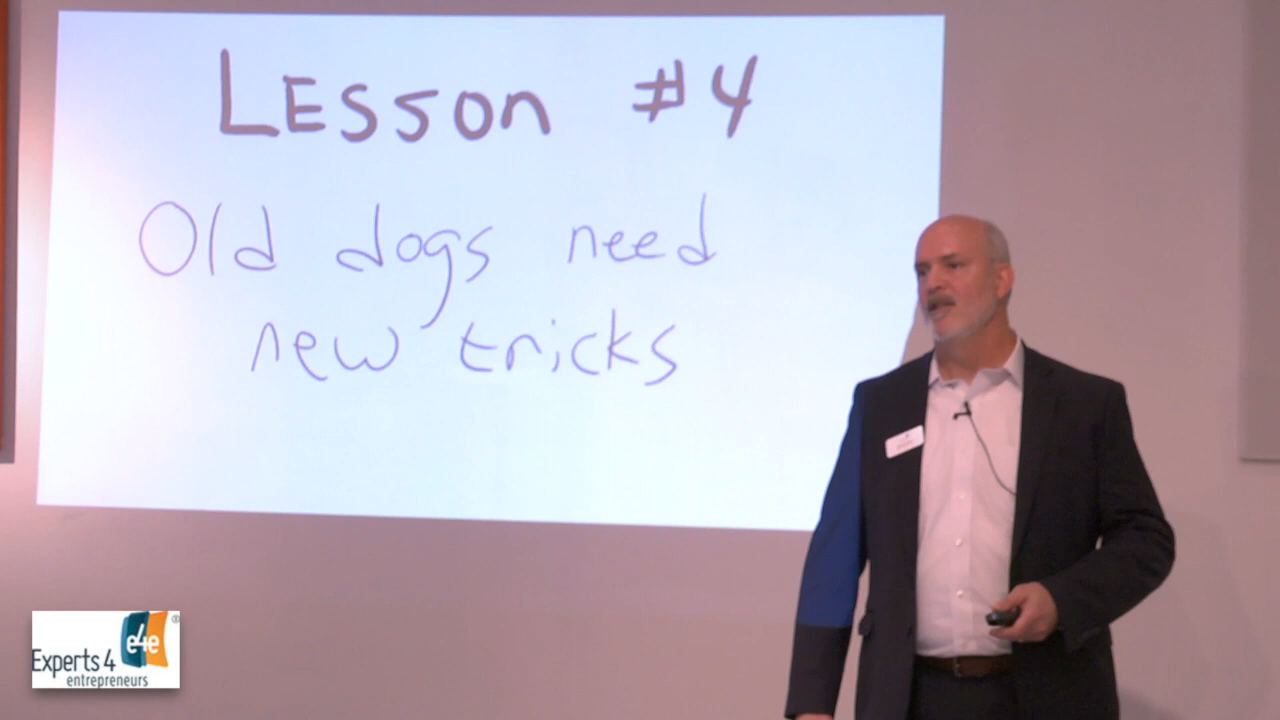 LEsson #4
Old dogs need
new tricks
e4e®
Experts 4
entrepreneurs